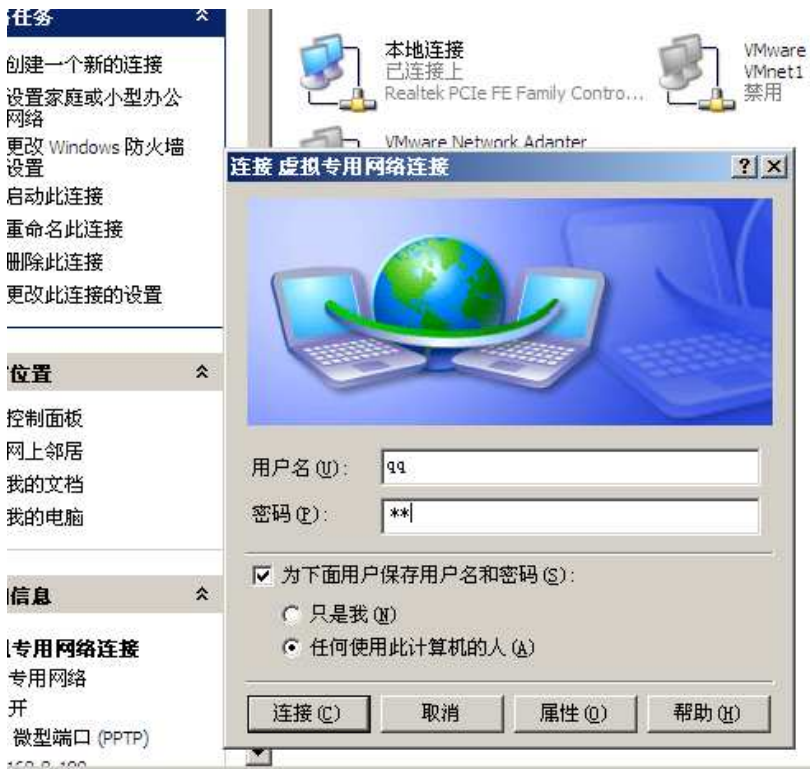 任务
创建一个新的连接
设置家庭或小型办公
网络
更改 Windows 防火墙
设置
启动此连接
重命名此连接
删除此连接
更改此连接的设置
位置
控制面板
网上邻居
我的文档
我的电脑
信息
专用网络连接
专用网络
开
微型端口 (PPTP)
本地连接
已连接上
Realtek PCIe FE Family Contro...
VMware
VMnet1
禁用
VMware Network Adapter
连接 虚拟专用网络连接
用户名(U):
qq
密码(P):
**
为下面用户保存用户名和密码(S):
只是我(N)
任何使用此计算机的人(A)
连接(C)
取消
属性(O)
帮助(H)